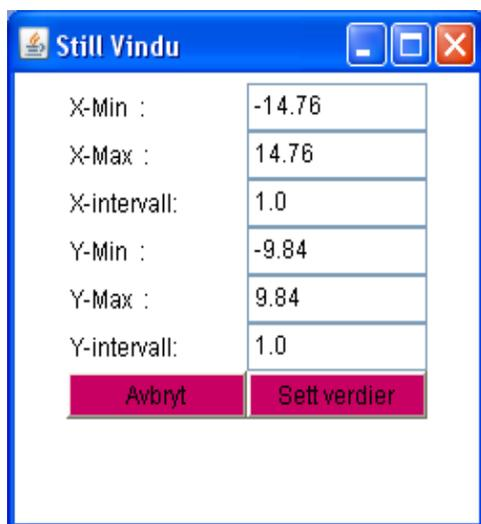 Still Vindu
X-Min : -14.76
X-Max : 14.76
X-intervall: 1.0
Y-Min : -9.84
Y-Max : 9.84
Y-intervall: 1.0
Avbryt Sett verdier